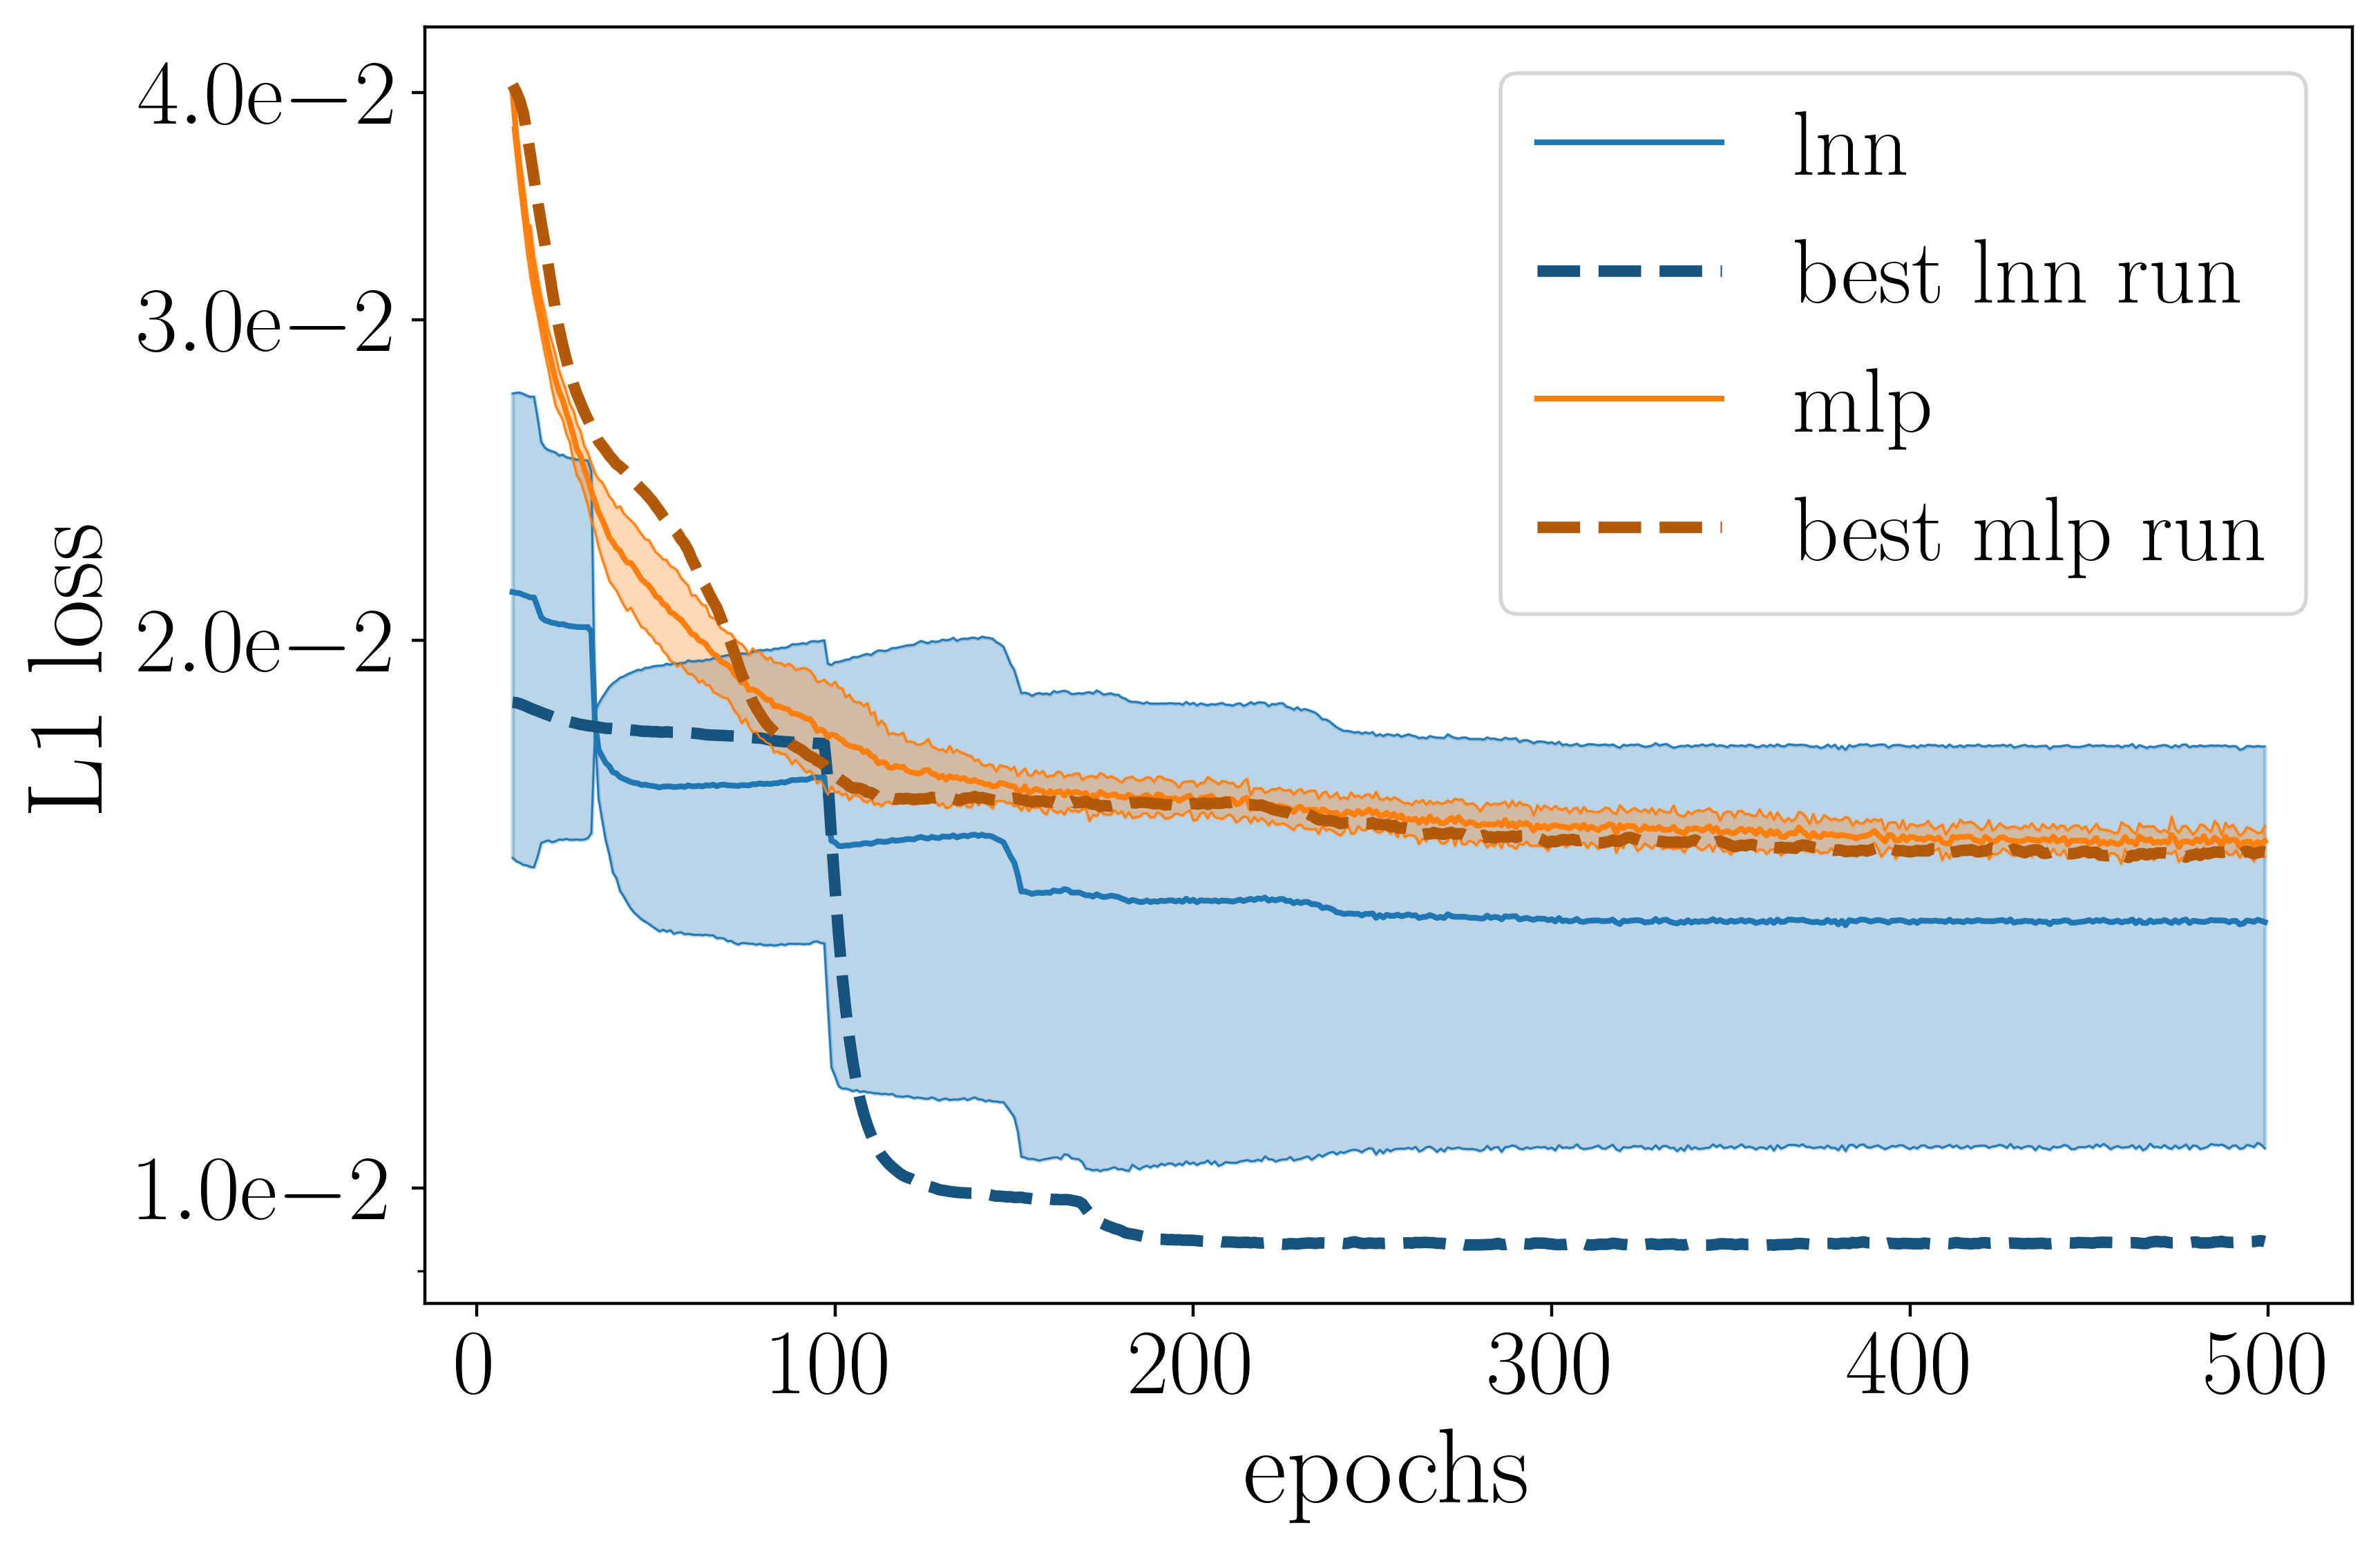 4.0e−2
3.0e−2
2.0e−2
1.0e−2
L1 loss
lnn
best lnn run
mlp
best mlp run
0 100 200 300 400 500
epochs